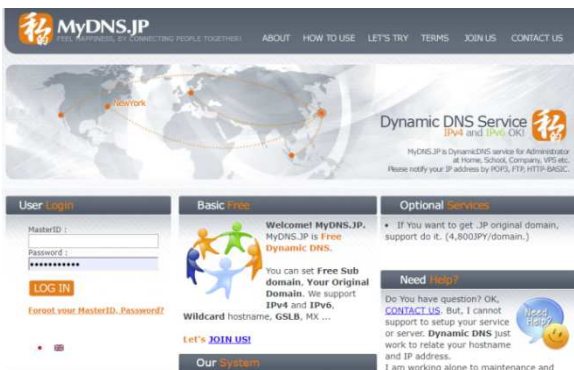 私的
MyDNS.JP
FEEL HAPPINESS, BY CONNECTING PEOPLE TOGETHER!
ABOUT HOW TO USE LET'S TRY TERMS JOIN US CONTACT US
NewYork
Dynamic DNS Service
IPv4 and IPv6 OK!
私的
MyDNS.JP is DynamicDNS service for Administrator
at Home, School, Company, VPS etc.
Please notify your IP address by POP3, FTP, HTTP-BASIC.
User Login
MasterID :
Password :
LOG IN
Forgot your MasterID, Password?
Basic Free
Welcome! MyDNS.JP.
MyDNS.JP is Free
Dynamic DNS.
You can set Free Sub
domain, Your Original
Domain. We support
IPv4 and IPv6,
Wildcard hostname, GSLB, MX ...
Let's JOIN US!
Our System
Optional Services
• If You want to get .JP original domain,
support do it. (4,800JPY/domain.)
Need Help?
Do You have question? OK,
CONTACT US. But, I cannot
support to setup your service
or server. Dynamic DNS just
work to relate your hostname
and IP address.
I am working alone to maintenance and
Need
Help?